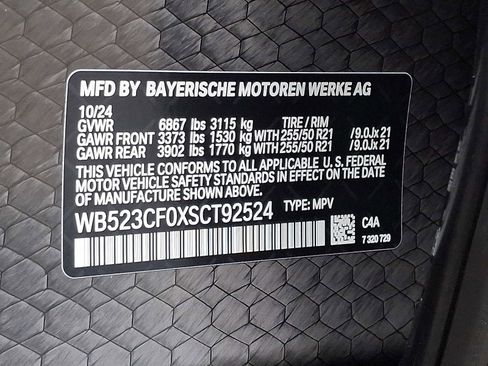 MFD BY BAYERISCHE MOTOREN WERKE AG
10/24
GVWR 6867 lbs 3115 kg TIRE / RIM
GAWR FRONT 3373 lbs 1530 kg WITH 255/50 R21 /9.0Jx21
GAWR REAR 3902 lbs 1770 kg WITH 255/50 R21 /9.0Jx21
THIS VEHICLE CONFORMS TO ALL APPLICABLE U. S. FEDERAL
MOTOR VEHICLE SAFETY STANDARDS IN EFFECT ON THE DATE
OF MANUFACTURE SHOWN ABOVE.
WB523CF0XSCT92524 TYPE: MPV
C4A
7 320 729